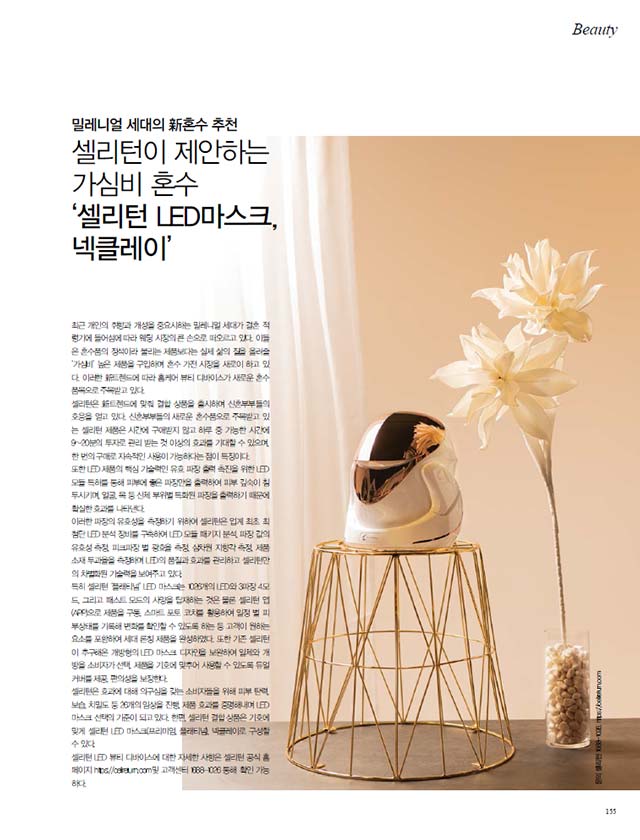 Beauty
밀레니얼 세대의 新혼수 추천
셀리턴이 제안하는
가심비 혼수
‘셀리턴 LED마스크,
넥클레이’
최근 개인의 취향과 개성을 중요시하는 밀레니얼 세대가 결혼 적
령기에 들어섬에 따라 웨딩 시장의 큰 손으로 떠오르고 있다. 이들
은 혼수품의 정석이라 불리는 제품보다는 실제 삶의 질을 올려줄
‘가심비’ 높은 제품을 구입하며 혼수 가전 시장을 새로이 하고 있
다. 이러한 新트렌드에 따라 홈케어 뷰티 디바이스가 새로운 혼수
품목으로 주목받고 있다.
셀리턴은 新트렌드에 맞춰 결합 상품을 출시하며 신혼부부들의
호응을 얻고 있다. 신혼부부들의 새로운 혼수품으로 주목받고 있
는 셀리턴 제품은 시간에 구애받지 않고 하루 중 가능한 시간에
9~20분의 투자로 관리 받는 것 이상의 효과를 기대할 수 있으며,
한 번의 구매로 지속적인 사용이 가능하다는 점이 특징이다.
또한 LED 제품의 핵심 기술력인 유효 파장 출력 촉진을 위한 LED
모듈 특허를 통해 피부에 좋은 파장만을 출력하여 피부 깊숙이 침
투시키며, 얼굴, 목 등 신체 부위별 특화된 파장을 출력하기 때문에
확실한 효과를 나타낸다.
이러한 파장의 유효성을 측정하기 위하여 셀리턴은 업계 최초, 최
첨단 LED 분석 장비를 구축하여 LED 모듈 패키지 분석, 파장 값의
유효성 측정, 피크파장 별 광효율 측정, 삼차원 지향각 측정, 제품
소재 투과율을 측정하여 LED의 품질과 효과를 관리하고 셀리턴만
의 차별화된 기술력을 보여주고 있다.
특히 셀리턴 ‘플래티넘’ LED 마스크는 1026개의 LED와 3파장 4모
드, 그리고 패스트 모드의 사양을 탑재하는 것은 물론 셀리턴 앱
(APP)으로 제품을 구동, 스마트 포토 코치를 활용하여 일정 별 피
부상태를 기록해 변화를 확인할 수 있도록 하는 등 고객이 원하는
요소를 포함하여 세대 론칭 제품을 완성하였다. 또한 기존 셀리턴
이 추구해온 개방형의 LED 마스크 디자인을 보완하여 밀폐와 개
방을 소비자가 선택, 제품을 기호에 맞추어 사용할 수 있도록 듀얼
커버를 제공, 편의성을 보장한다.
셀리턴은 효과에 대해 의구심을 갖는 소비자들을 위해 피부 탄력,
보습, 치밀도 등 26개의 임상을 진행, 제품 효과를 증명해내며 LED
마스크 선택의 기준이 되고 있다. 한편, 셀리턴 결합 상품은 기호에
맞게 셀리턴 LED 마스크(프리미엄, 플래티넘), 넥클레이로 구성할
수 있다.
셀리턴 LED 뷰티 디바이스에 대한 자세한 사항은 셀리턴 공식 홈
페이지 https://cellreturn.com 및 고객센터 1688-1026 통해 확인 가능
하다.
문의 셀리턴 1688-1026, https://cellreturn.com
155